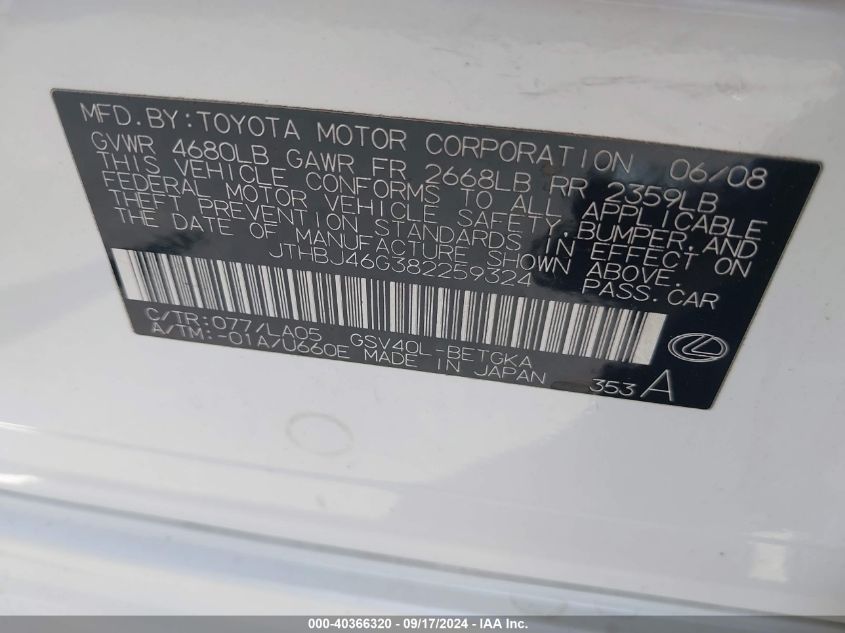 MFD.BY:TOYOTA MOTOR CORPORATION 06/08
GVWR 4680LB GAWR FR 2668LB RR 2359LB
THIS VEHICLE CONFORMS TO ALL APPLICABLE
FEDERAL MOTOR VEHICLE SAFETY,BUMPER,AND
THEFT PREVENTION STANDARDS IN EFFECT ON
THE DATE OF MANUFACTURE SHOWN ABOVE.
JTHBJ46G382259324 PASS.CAR
C/TR:077/LA05 GSV40L-BETGKA
A/TM:-01A/U660E MADE IN JAPAN 353 A
000-40366320 - 09/17/2024 - IAA Inc.